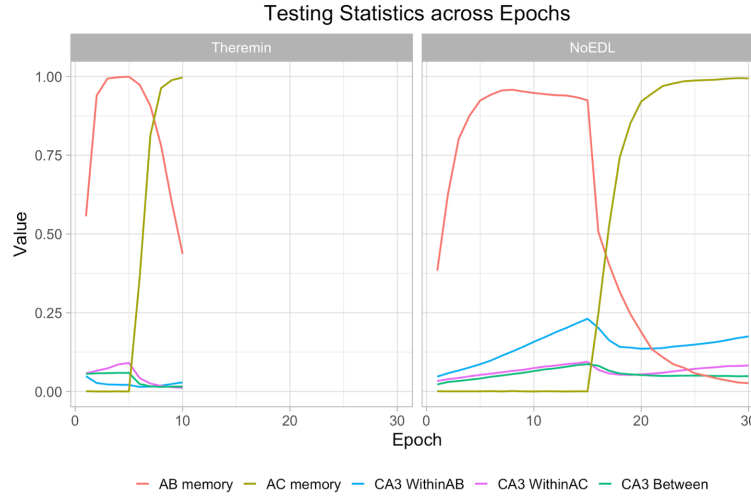 Testing Statistics across Epochs
Theremin NoEDL
1.00
0.75
0.50
0.25
0.00
Value
0 10 20 30 0 10 20 30
Epoch
AB memory AC memory CA3 WithinAB CA3 WithinAC CA3 Between